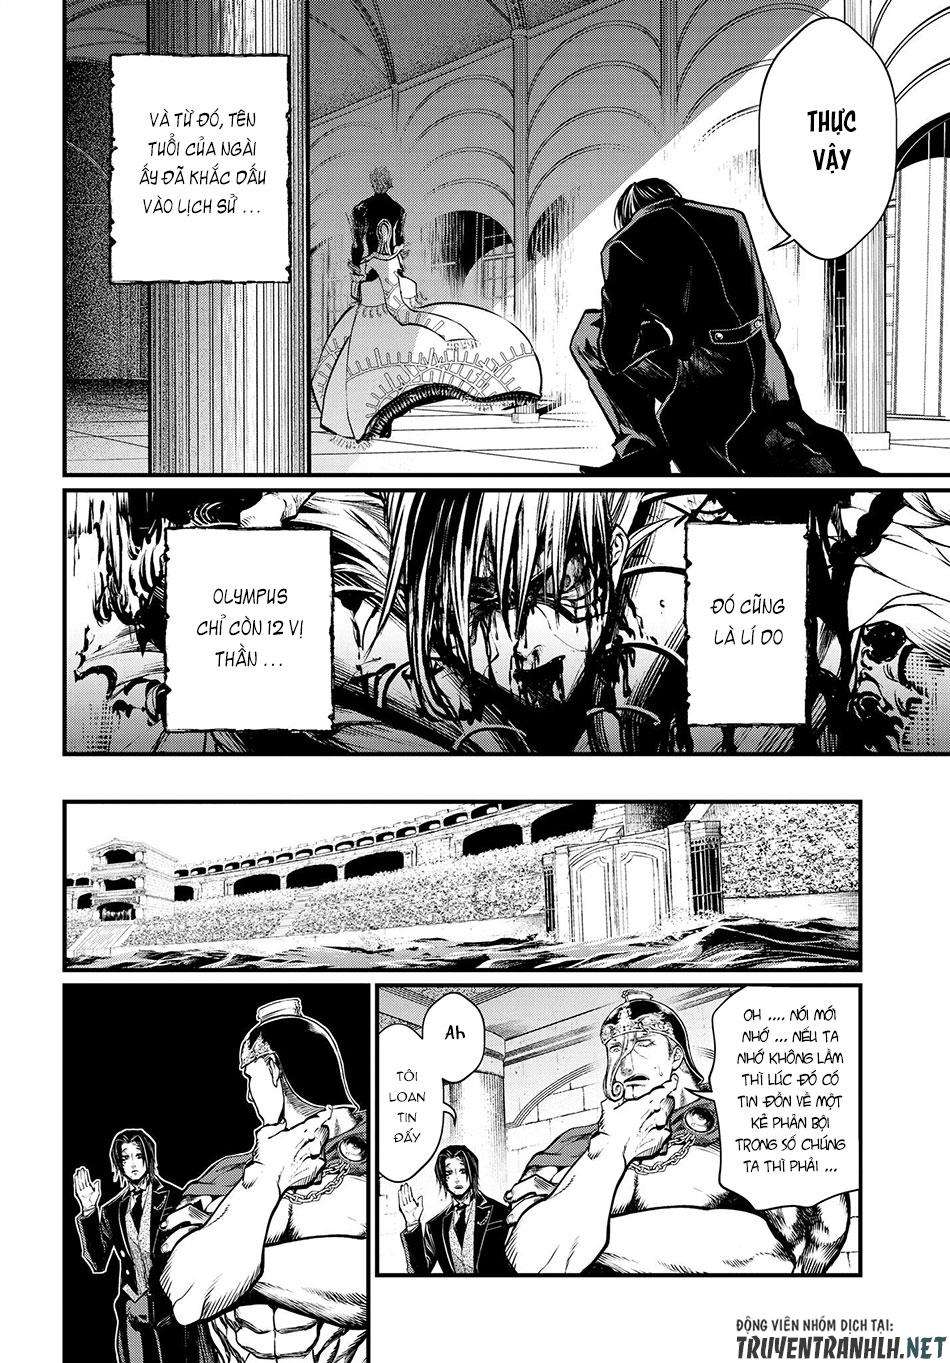 THỰC
VẬY
VÀ TỪ ĐÓ, TÊN
TUỔI CỦA NGÀI
ẤY ĐÃ KHẮC DẤU
VÀO LỊCH SỬ ...
ĐÓ CŨNG
LÀ LÍ DO
OLYMPUS
CHỈ CÒN 12 VỊ
THẦN ...
OH .... NÓI MỚI
NHỚ ... NẾU TA
NHỚ KHÔNG LẦM
THÌ LÚC ĐÓ CÓ
TIN ĐỒN VỀ MỘT
KẺ PHẢN BỘI
TRONG SỐ CHÚNG
TA THÌ PHẢI ...
Ah
TÔI
LOAN
TIN
ĐẤY
ĐỘNG VIÊN NHÓM DỊCH TẠI:
TRUYENTRANHLH.NET